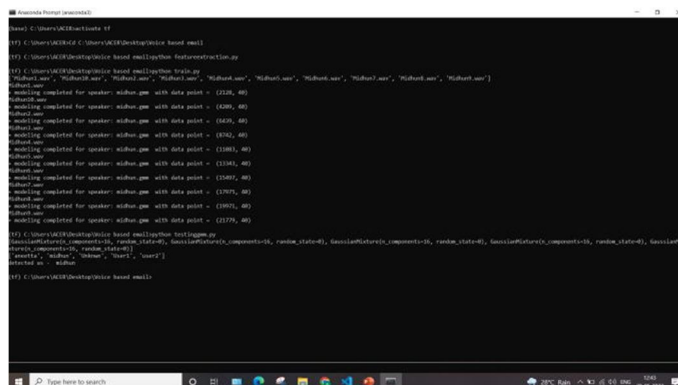 Anaconda Prompt (anaconda3)
(base) C:\Users\ACER>activate tf
(tf) C:\Users\ACER>Cd C:\Users\ACER\Desktop\Voice based email
(tf) C:\Users\ACER\Desktop\Voice based email>python featureextraction.py
(tf) C:\Users\ACER\Desktop\Voice based email>python train.py
['Midhun1.wav', 'Midhun10.wav', 'Midhun2.wav', 'Midhun3.wav', 'Midhun4.wav', 'Midhun5.wav', 'Midhun6.wav', 'Midhun7.wav', 'Midhun8.wav', 'Midhun9.wav']
Midhun1.wav
+ modeling completed for speaker: midhun.gmm with data point = (2128, 40)
Midhun10.wav
+ modeling completed for speaker: midhun.gmm with data point = (4289, 40)
Midhun2.wav
+ modeling completed for speaker: midhun.gmm with data point = (6439, 40)
Midhun3.wav
+ modeling completed for speaker: midhun.gmm with data point = (8742, 40)
Midhun4.wav
+ modeling completed for speaker: midhun.gmm with data point = (11083, 40)
Midhun5.wav
+ modeling completed for speaker: midhun.gmm with data point = (13343, 40)
Midhun6.wav
+ modeling completed for speaker: midhun.gmm with data point = (15497, 40)
Midhun7.wav
+ modeling completed for speaker: midhun.gmm with data point = (17975, 40)
Midhun8.wav
+ modeling completed for speaker: midhun.gmm with data point = (19971, 40)
Midhun9.wav
+ modeling completed for speaker: midhun.gmm with data point = (21779, 40)
(tf) C:\Users\ACER\Desktop\Voice based email>python testinggmm.py
[GaussianMixture(n_components=16, random_state=0), GaussianMixture(n_components=16, random_state=0), GaussianMixture(n_components=16, random_state=0), GaussianMixture(n_components=16, random_state=0), GaussianM
ixture(n_components=16, random_state=0)]
'midhun', 'Unknwn', 'User1', 'user2']
detected as - midhun
(tf) C:\Users\ACER\Desktop\Voice based email>
Type here to search
28°C Rain
ENG
12:43